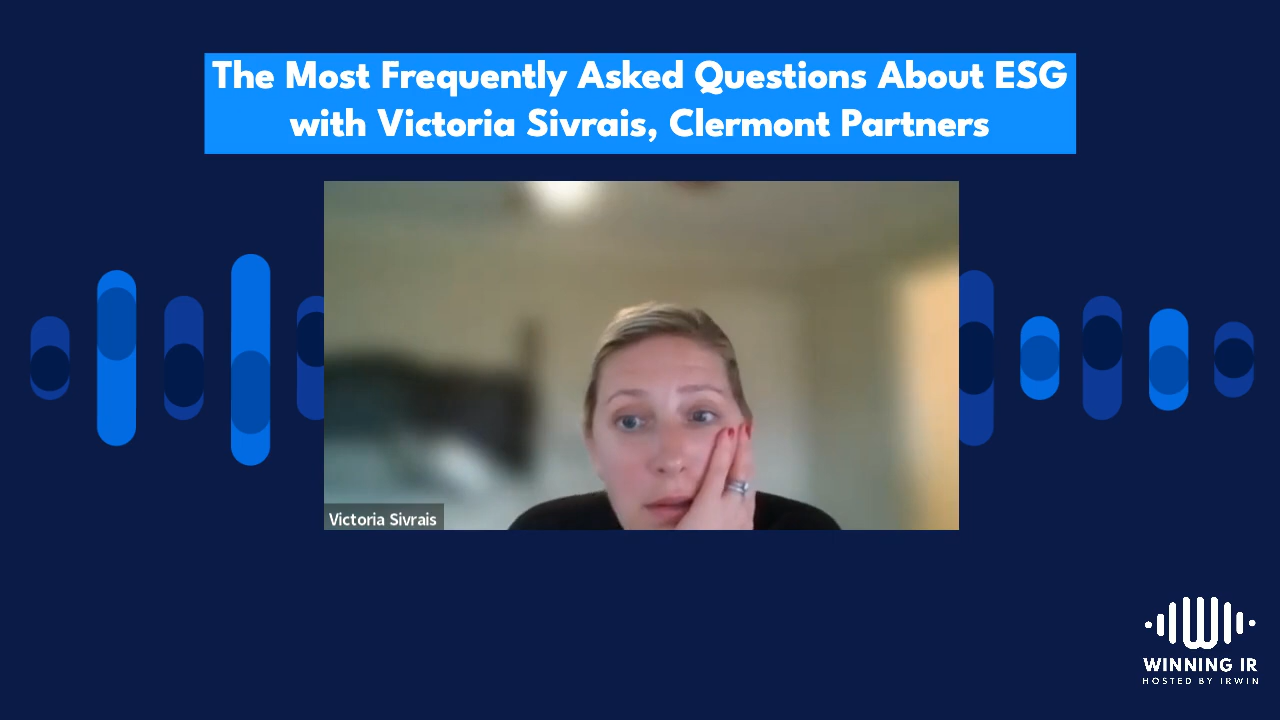 The Most Frequently Asked Questions About ESG
with Victoria Sivrais, Clermont Partners
Victoria Sivrais
WINNING IR
HOSTED BY IRWIN